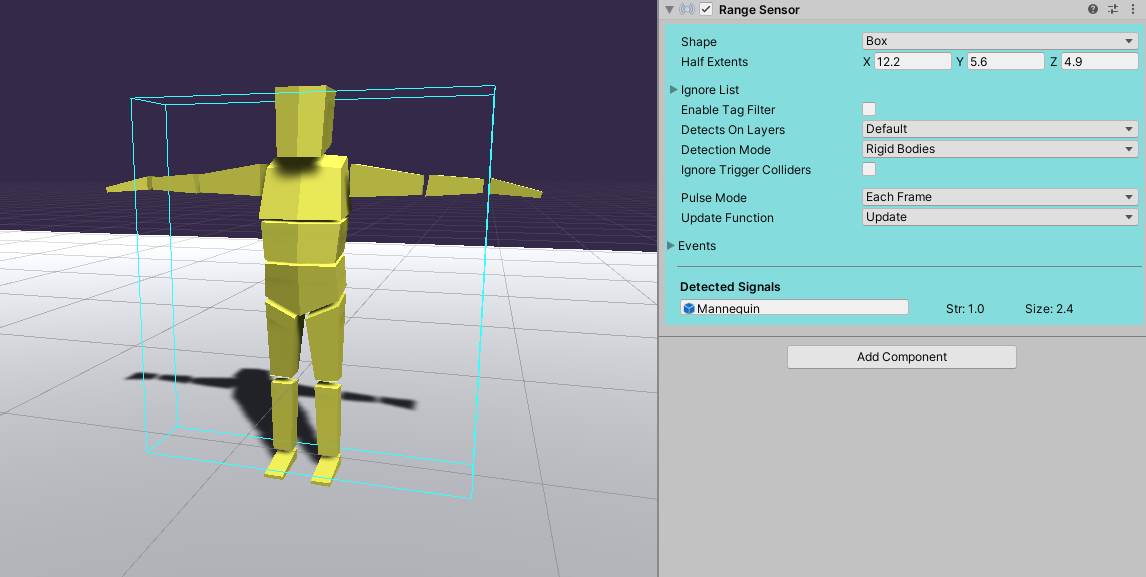 Range Sensor
Shape Box
Half Extents X 12.2 Y 5.6 Z 4.9
Ignore List
Enable Tag Filter
Detects On Layers Default
Detection Mode Rigid Bodies
Ignore Trigger Colliders
Pulse Mode Each Frame
Update Function Update
Events
Detected Signals
Mannequin Str: 1.0 Size: 2.4
Add Component